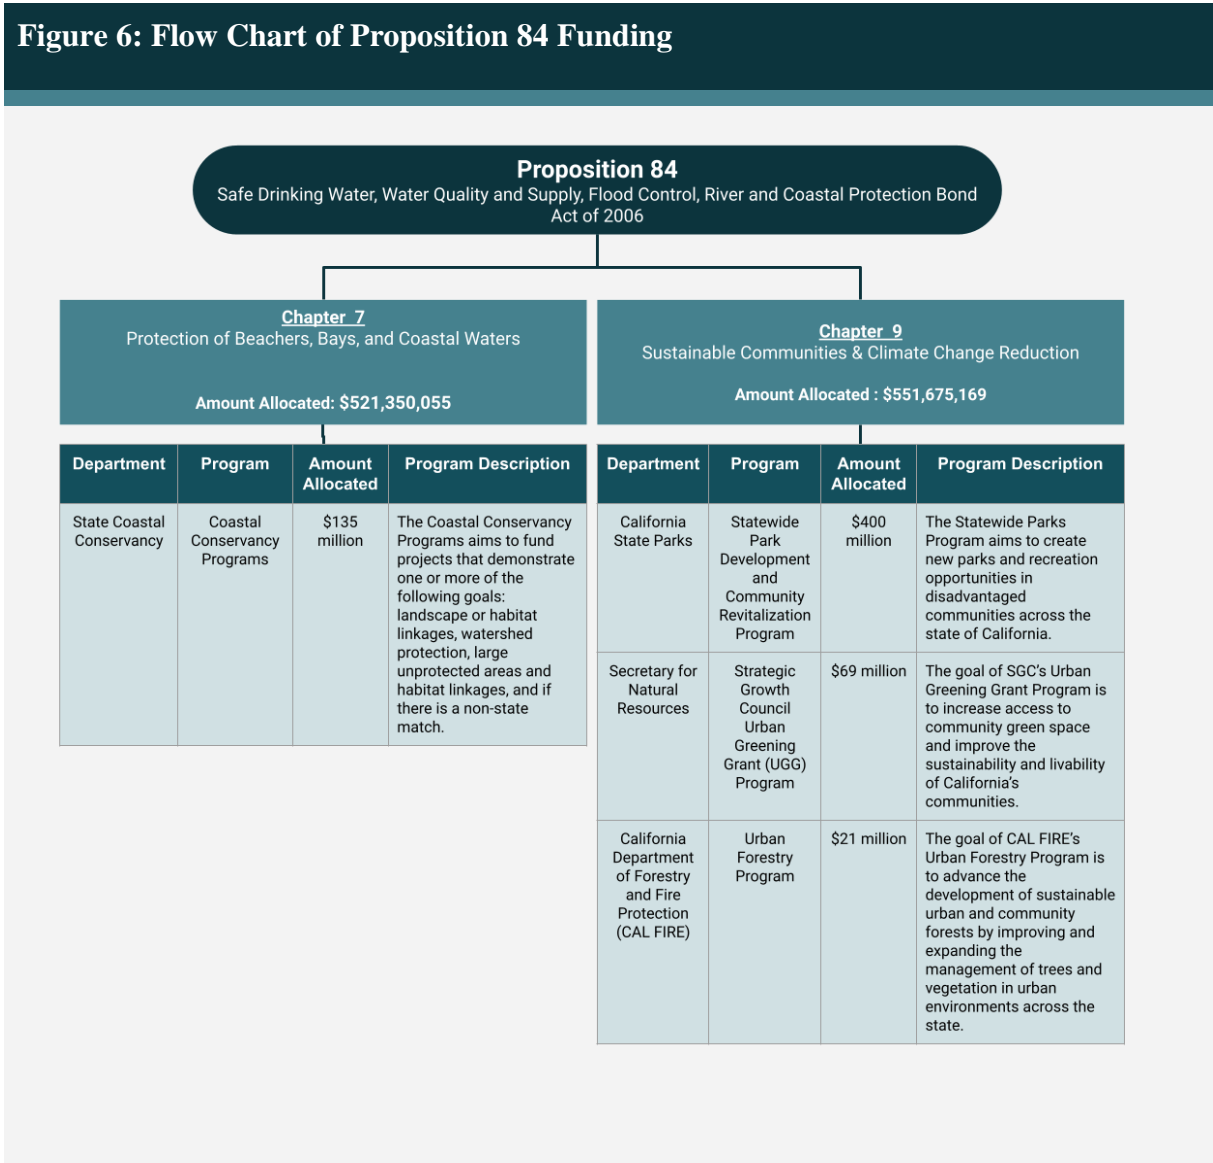 Figure 6: Flow Chart of Proposition 84 Funding
Proposition 84
Safe Drinking Water, Water Quality and Supply, Flood Control, River and Coastal Protection Bond
Act of 2006
Chapter 7
Protection of Beachers, Bays, and Coastal Waters
Amount Allocated: $521,350,055
Department
Program
Amount
Allocated
Program Description
State Coastal
Conservancy
Coastal
Conservancy
Programs
$135
million
The Coastal Conservancy
Programs aims to fund
projects that demonstrate
one or more of the
following goals:
landscape or habitat
linkages, watershed
protection, large
unprotected areas and
habitat linkages, and if
there is a non-state
match.
Chapter 9
Sustainable Communities & Climate Change Reduction
Amount Allocated : $551,675,169
Department
Program
Amount
Allocated
Program Description
California
State Parks
Statewide
Park
Development
and
Community
Revitalization
Program
$400
million
The Statewide Parks
Program aims to create
new parks and recreation
opportunities in
disadvantaged
communities across the
state of California.
Secretary for
Natural
Resources
Strategic
Growth
Council
Urban
Greening
Grant (UGG)
Program
$69 million
The goal of SGC's Urban
Greening Grant Program is
to increase access to
community green space
and improve the
sustainability and livability
of California's
communities.
California
Department
of Forestry
and Fire
Protection
(CAL FIRE)
Urban
Forestry
Program
$21 million
The goal of CAL FIRE's
Urban Forestry Program is
to advance the
development of sustainable
urban and community
forests by improving and
expanding the
management of trees and
vegetation in urban
environments across the
state.